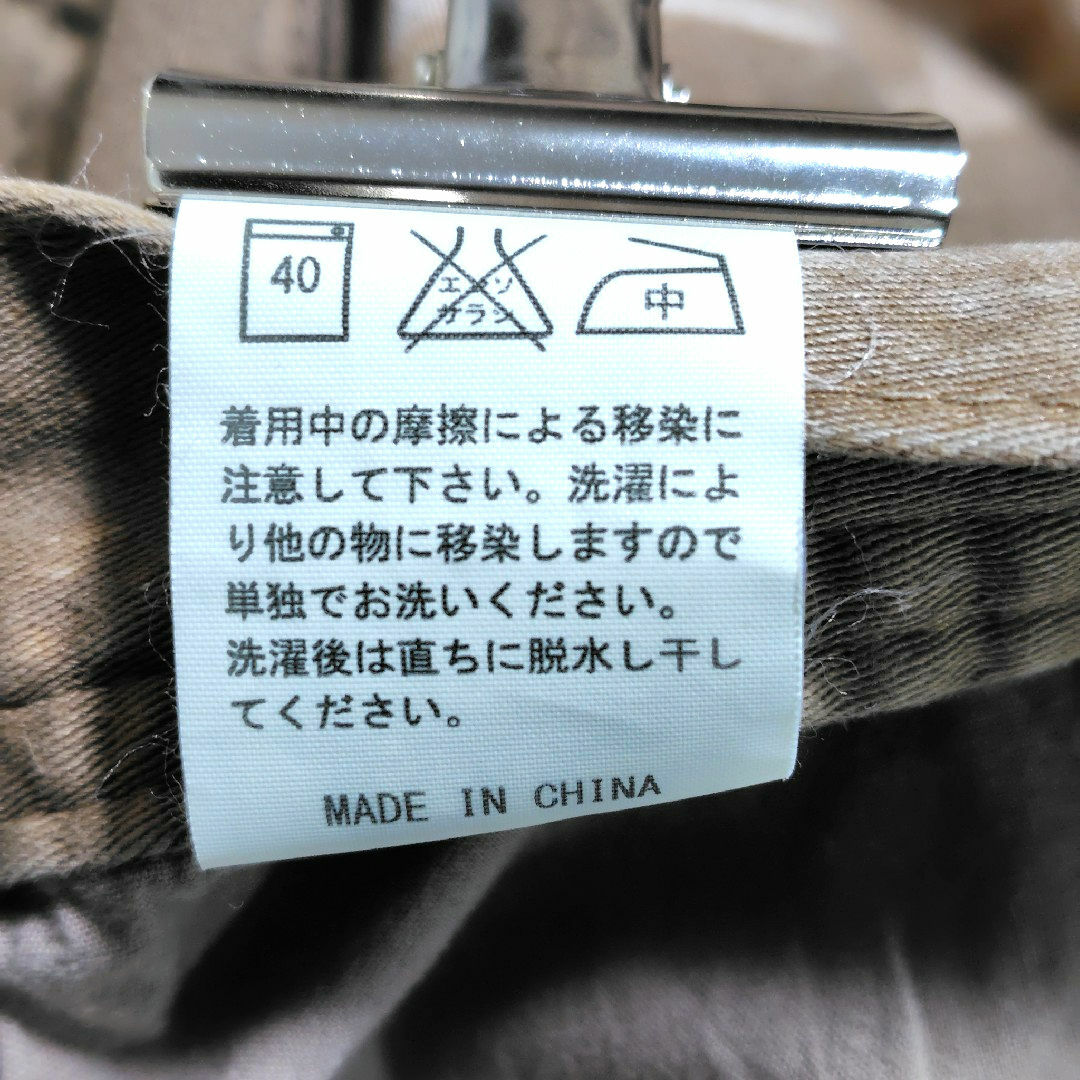 40 エンソ 中
サラシ
着用中の摩擦による移染に
注意して下さい。洗濯によ
り他の物に移染しますので
単独でお洗いください。
洗濯後は直ちに脱水し干し
てください。
MADE IN CHINA